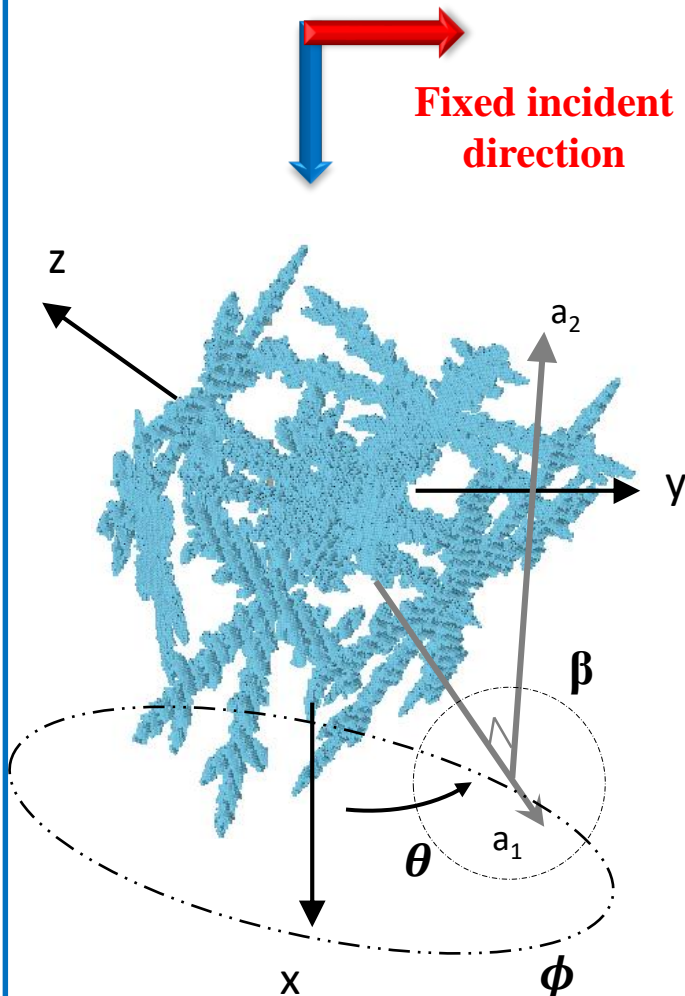 Fixed incident
direction
z
a₂
y
β
a₁
θ
x
ϕ